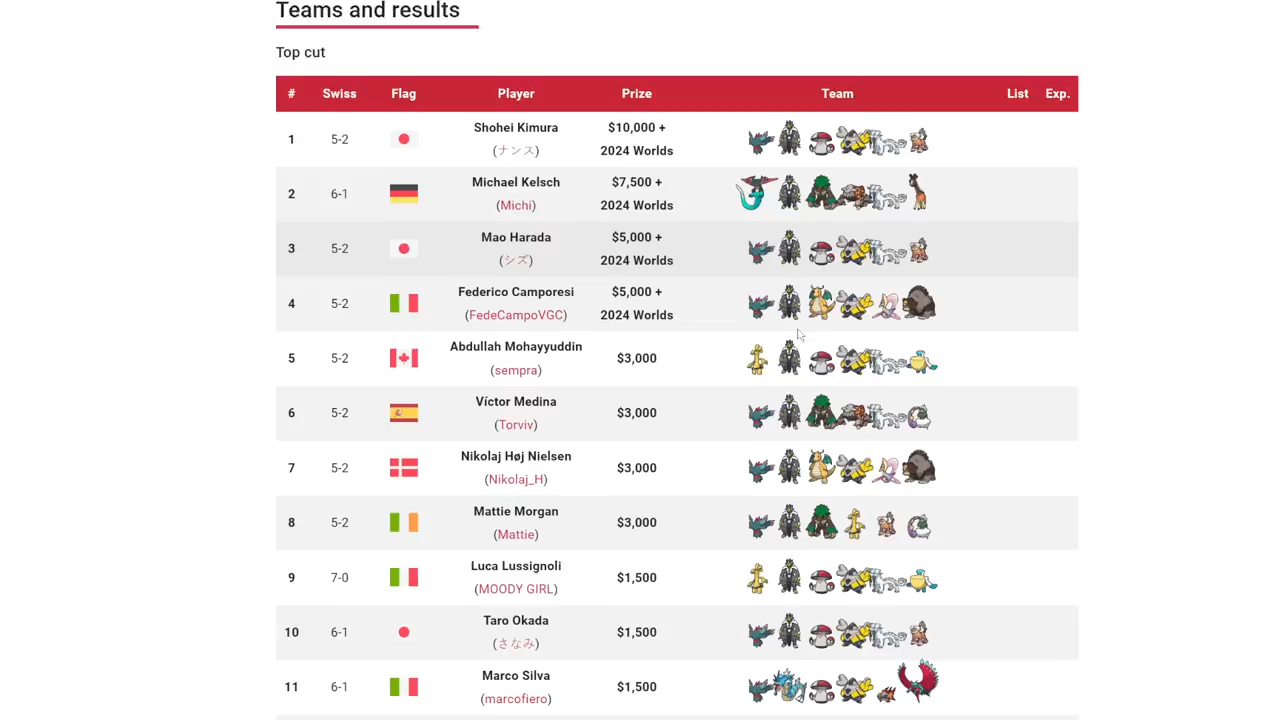 Teams and results
Top cut
# Swiss Flag Player Prize Team List Exp.
1 5-2 Shohei Kimura (ナンス) $10,000 + 2024 Worlds
2 6-1 Michael Kelsch (Michi) $7,500 + 2024 Worlds
3 5-2 Mao Harada (シズ) $5,000 + 2024 Worlds
4 5-2 Federico Camporesi (FedeCampoVGC) $5,000 + 2024 Worlds
5 5-2 Abdullah Mohayyuddin (sempra) $3,000
6 5-2 Víctor Medina (Torviv) $3,000
7 5-2 Nikolaj Høj Nielsen (Nikolaj_H) $3,000
8 5-2 Mattie Morgan (Mattie) $3,000
9 7-0 Luca Lussignoli (MOODY GIRL) $1,500
10 6-1 Taro Okada (さなみ) $1,500
11 6-1 Marco Silva (marcofiero) $1,500